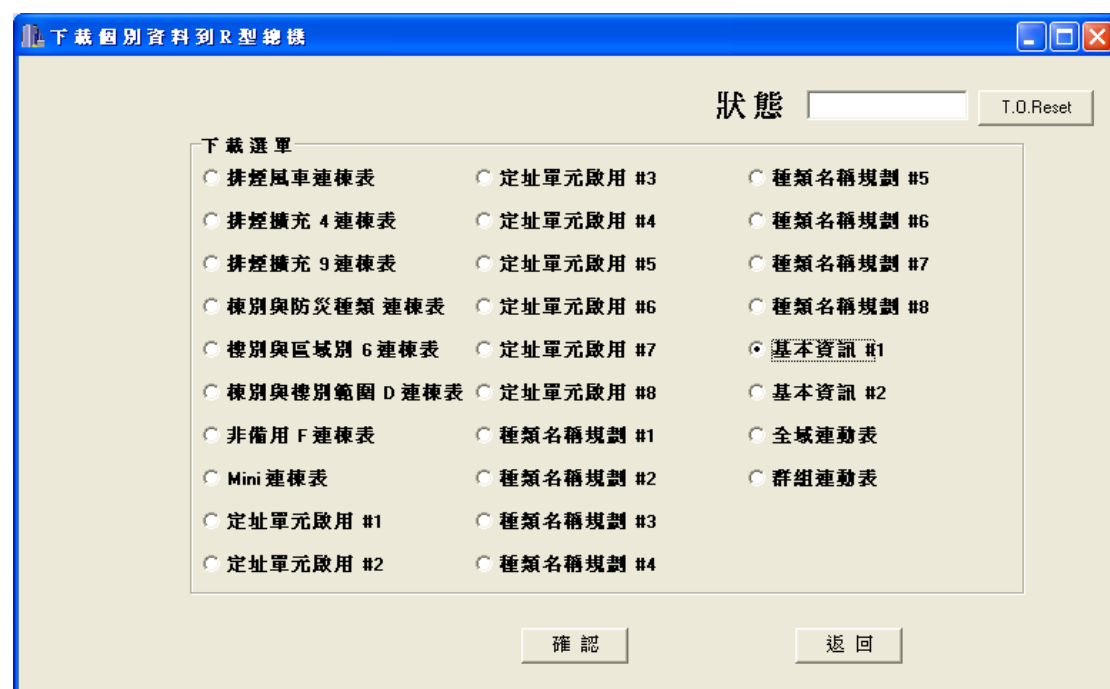 下載個別資料到R型總機
狀態
T.O.Reset
下載選單
排煙風車連棟表
排煙擴充 4 連棟表
排煙擴充 9 連棟表
棟別與防災種類 連棟表
樓別與區域別 6 連棟表
棟別與樓別範圍 D 連棟表
非備用 F 連棟表
Mini 連棟表
定址單元啟用 #1
定址單元啟用 #2
定址單元啟用 #3
定址單元啟用 #4
定址單元啟用 #5
定址單元啟用 #6
定址單元啟用 #7
定址單元啟用 #8
種類名稱規劃 #1
種類名稱規劃 #2
種類名稱規劃 #3
種類名稱規劃 #4
種類名稱規劃 #5
種類名稱規劃 #6
種類名稱規劃 #7
種類名稱規劃 #8
基本資訊 #1
基本資訊 #2
全域連動表
群組連動表
確認
返回